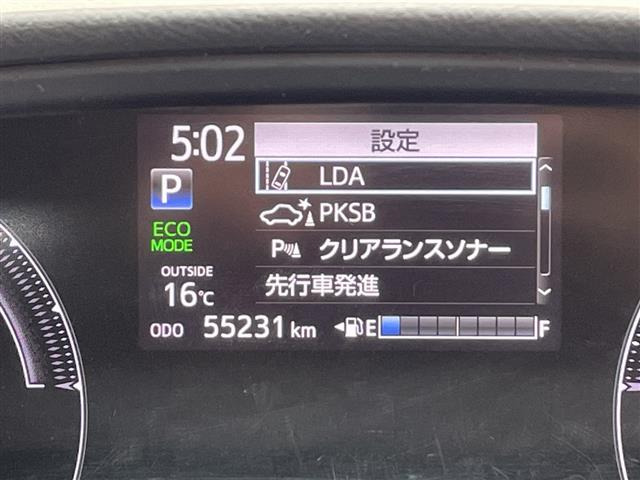 5:02
設定
LDA
P
PKSB
ECO
MODE
P クリアランスソナー
OUTSIDE
16℃
先行車発進
ODO 55231 km
E F